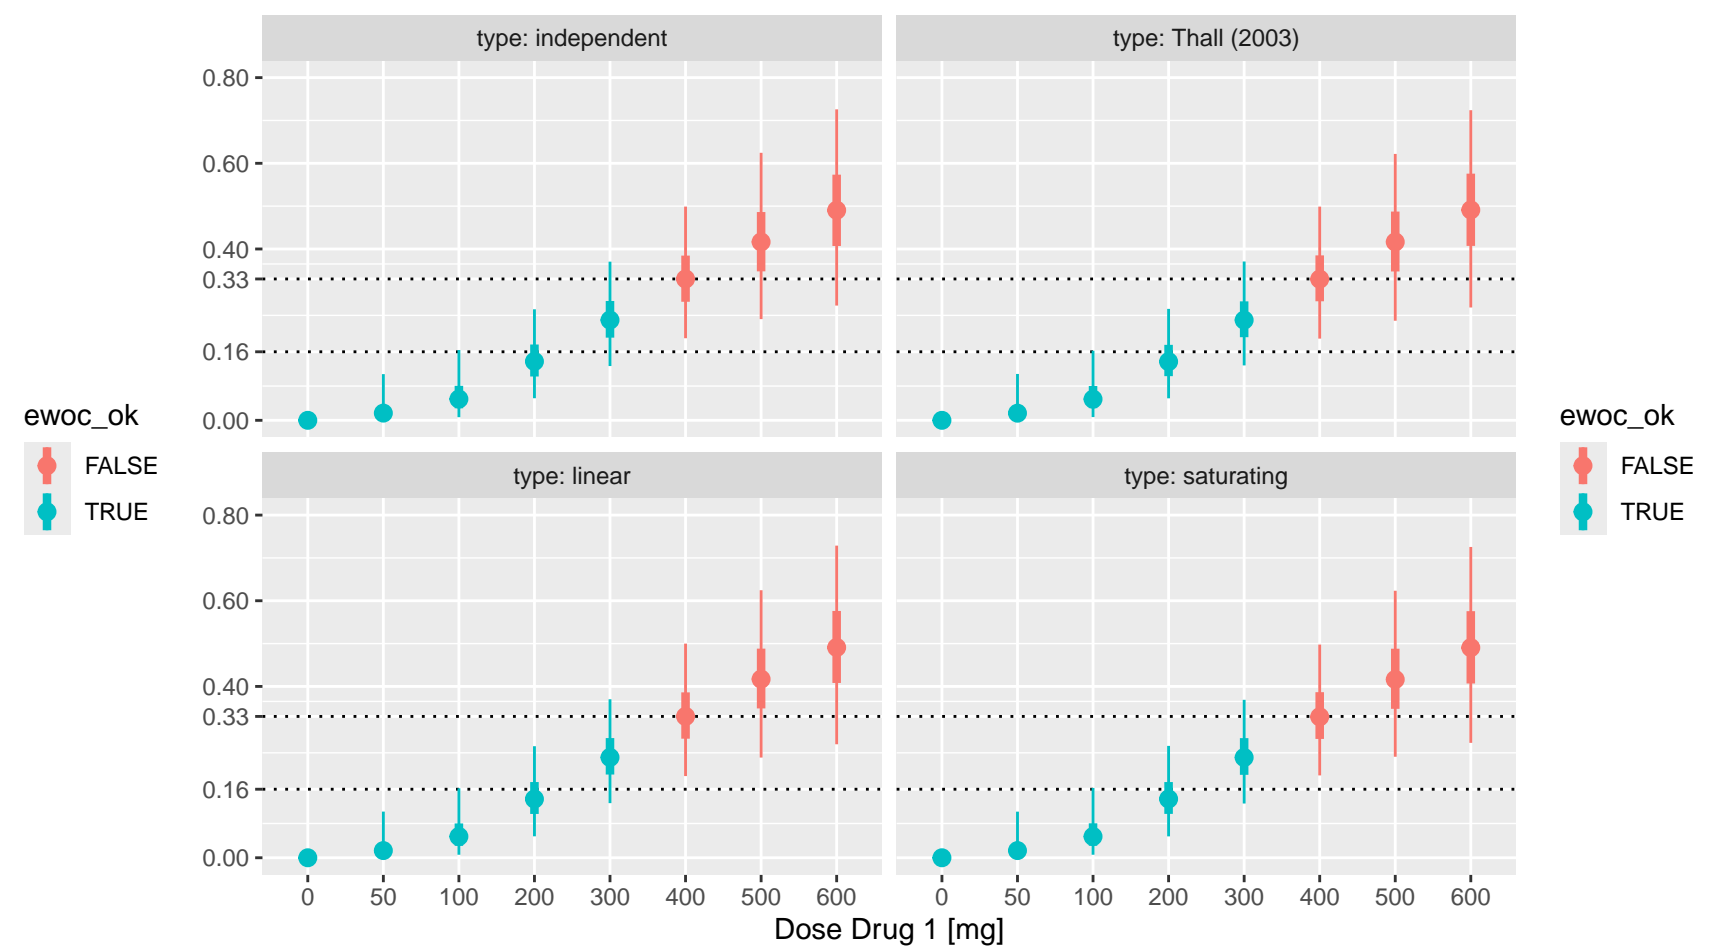 type: independent
type: Thall (2003)
0.80
0.60
0.40
0.33
0.16
0.00
type: linear
type: saturating
0.80
0.60
0.40
0.33
0.16
0.00
0 50 100 200 300 400 500 600
0 50 100 200 300 400 500 600
Dose Drug 1 [mg]
ewoc_ok
FALSE
TRUE
ewoc_ok
FALSE
TRUE